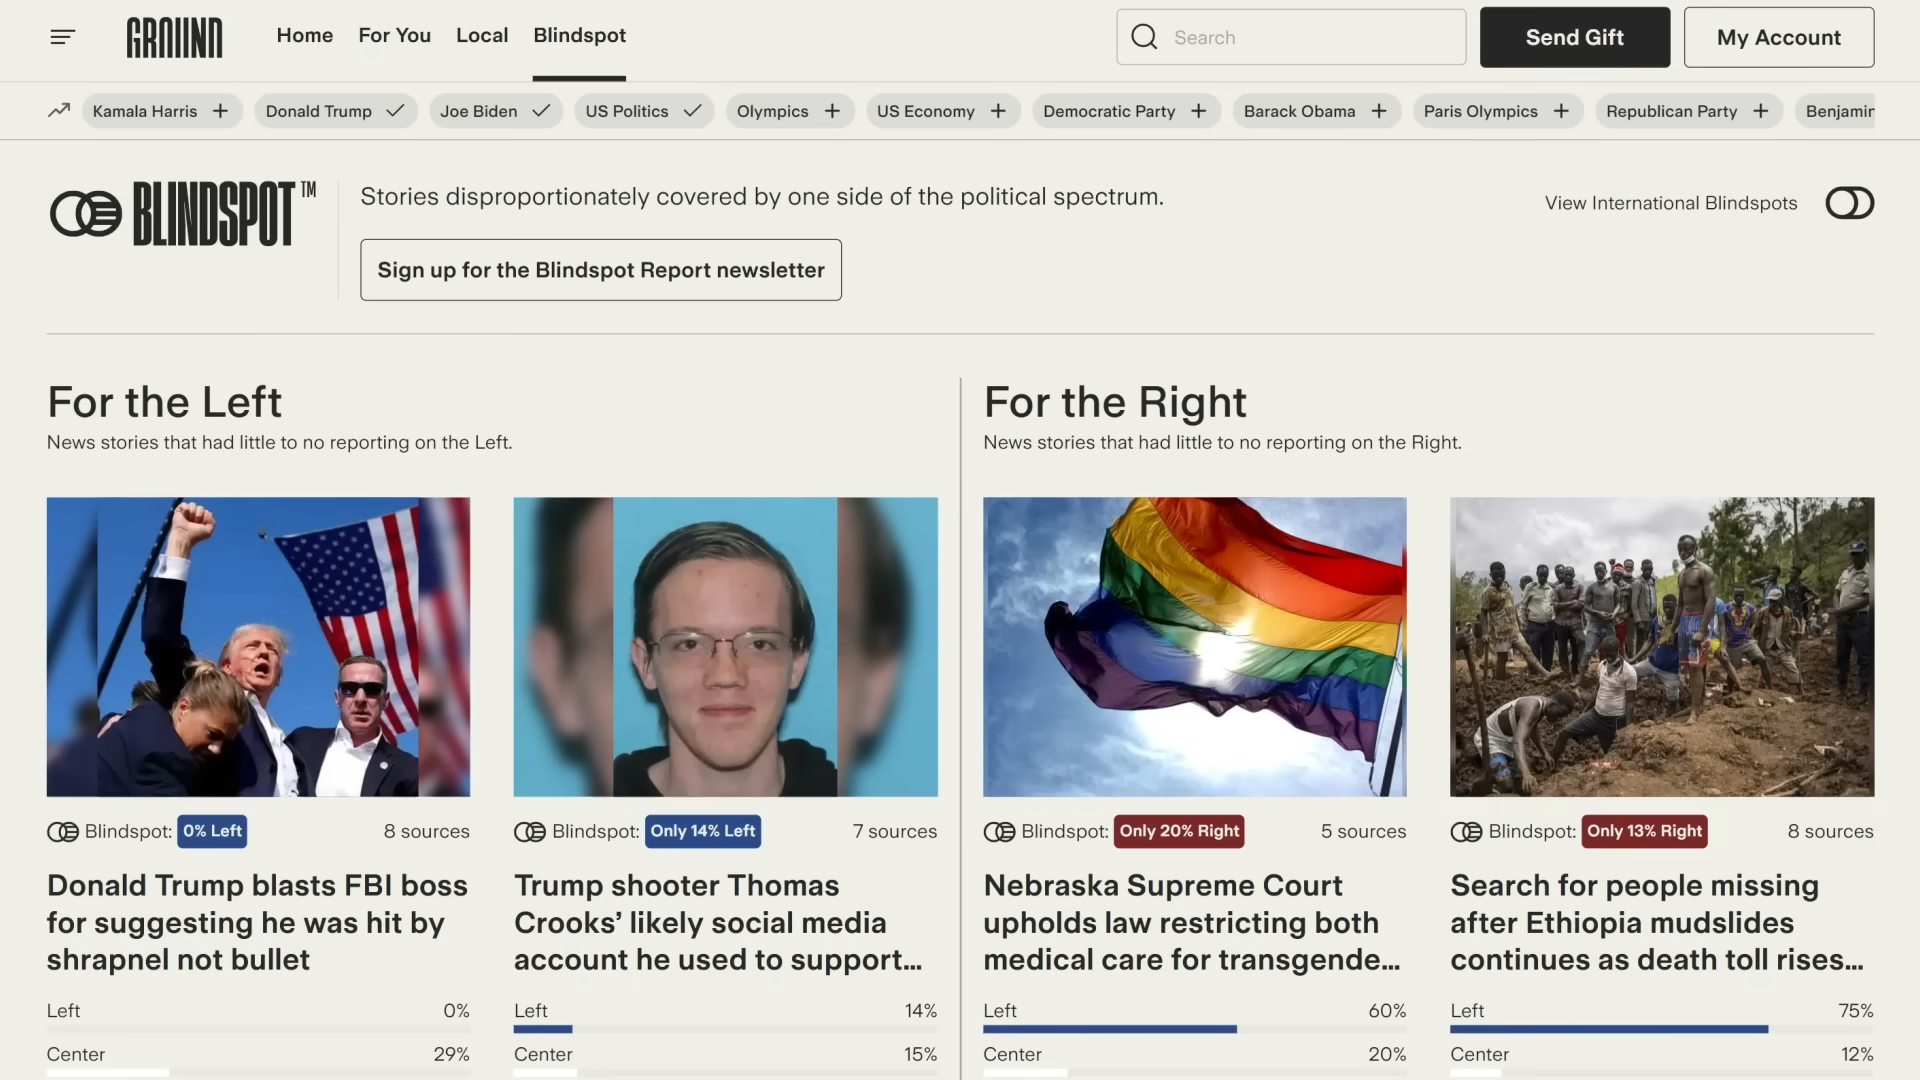 GROUND
Home For You Local Blindspot
Search
Send Gift
My Account
Kamala Harris Donald Trump Joe Biden US Politics Olympics US Economy Democratic Party Barack Obama Paris Olympics Republican Party Benjamin
BLINDSPOT™
Stories disproportionately covered by one side of the political spectrum.
Sign up for the Blindspot Report newsletter
View International Blindspots
For the Left
News stories that had little to no reporting on the Left.
Blindspot: 0% Left 8 sources
Donald Trump blasts FBI boss
for suggesting he was hit by
shrapnel not bullet
Left 0%
Center 29%
Blindspot: Only 14% Left 7 sources
Trump shooter Thomas
Crooks’ likely social media
account he used to support...
Left 14%
Center 15%
For the Right
News stories that had little to no reporting on the Right.
Blindspot: Only 20% Right 5 sources
Nebraska Supreme Court
upholds law restricting both
medical care for transgende...
Left 60%
Center 20%
Blindspot: Only 13% Right 8 sources
Search for people missing
after Ethiopia mudslides
continues as death toll rises...
Left 75%
Center 12%